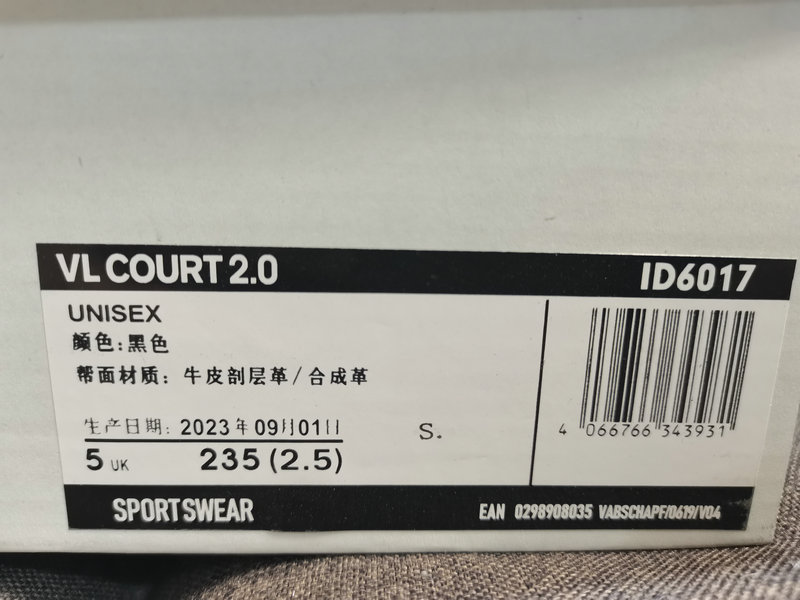 VL COURT 2.0 ID6017
UNISEX
颜色:黑色
帮面材质: 牛皮剖层革/合成革
生产日期: 2023年09月01日 S.
5 UK 235(2.5)
4 066766 343931
SPORTSWEAR EAN 0298908035 VABSCHAPF/0619/V04